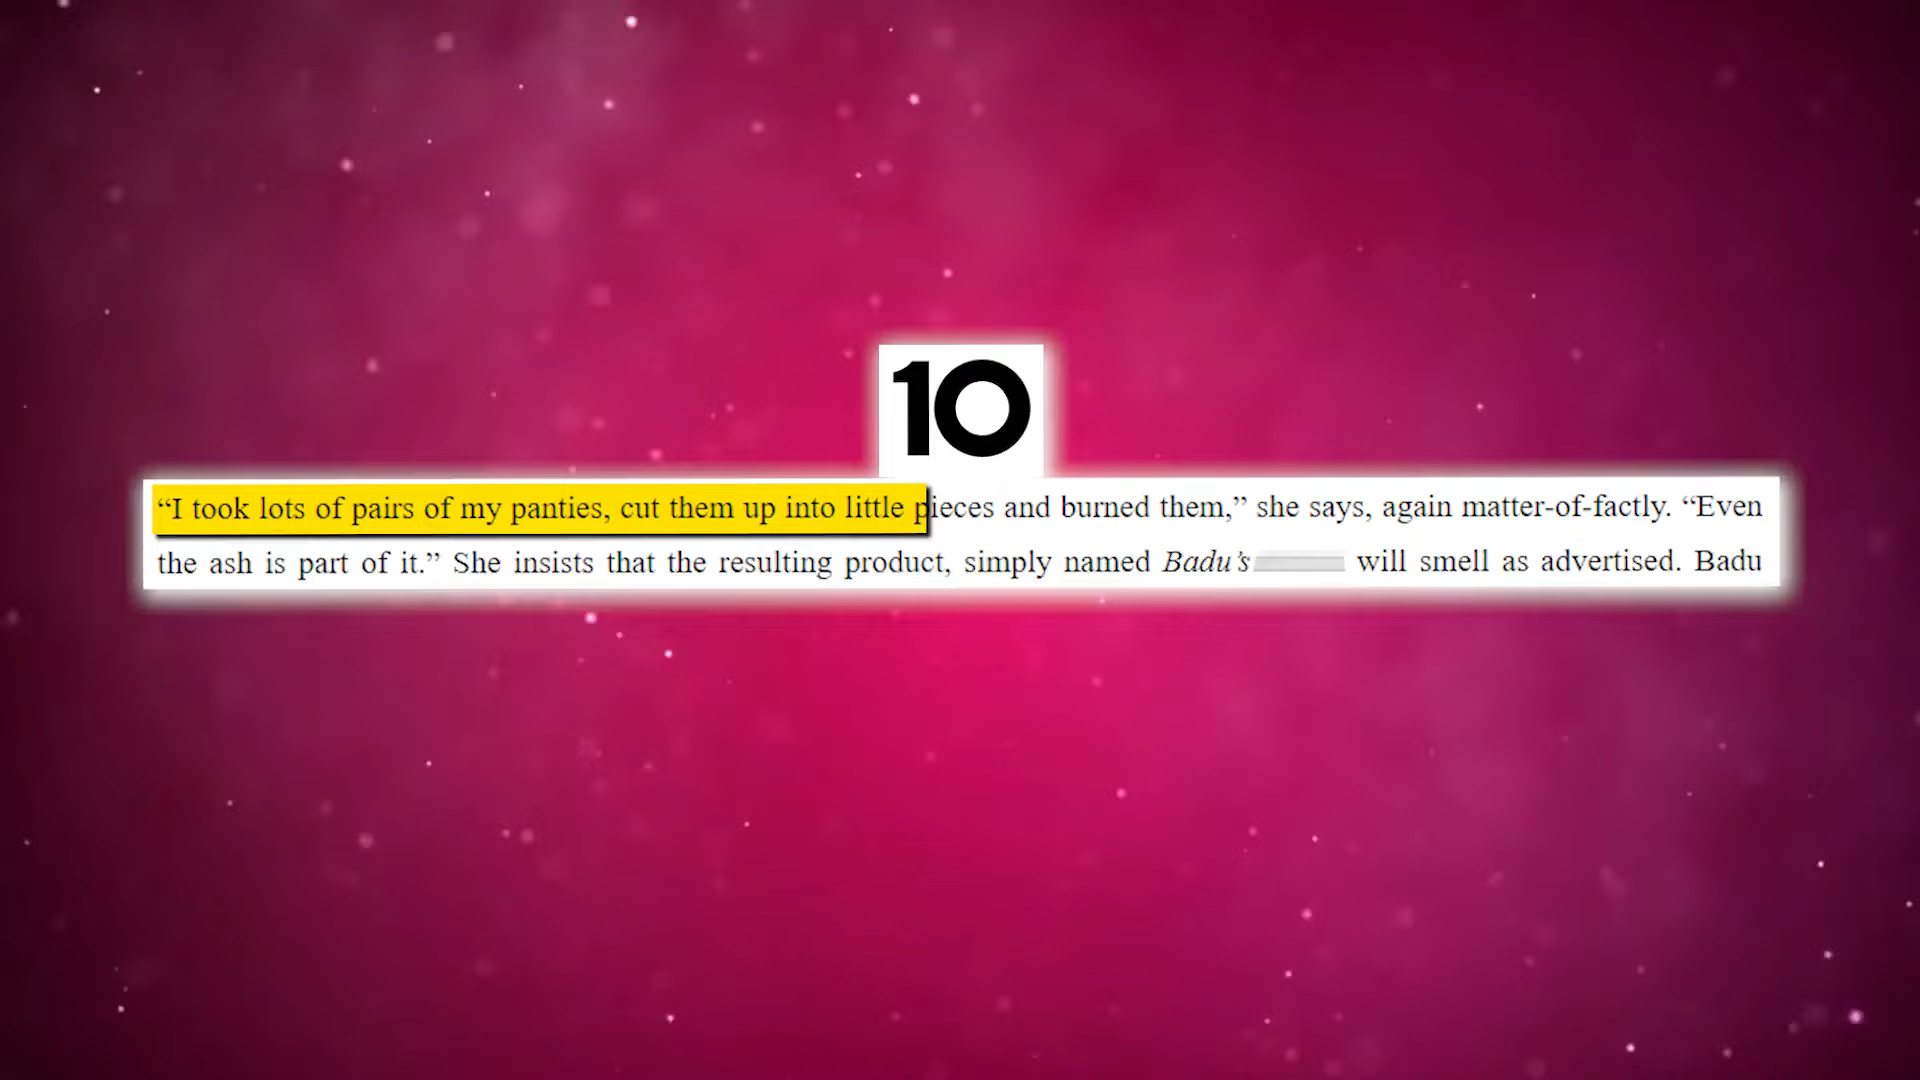 10
“I took lots of pairs of my panties, cut them up into little pieces and burned them,” she says, again matter-of-factly. “Even
the ash is part of it.” She insists that the resulting product, simply named Badu’s will smell as advertised. Badu